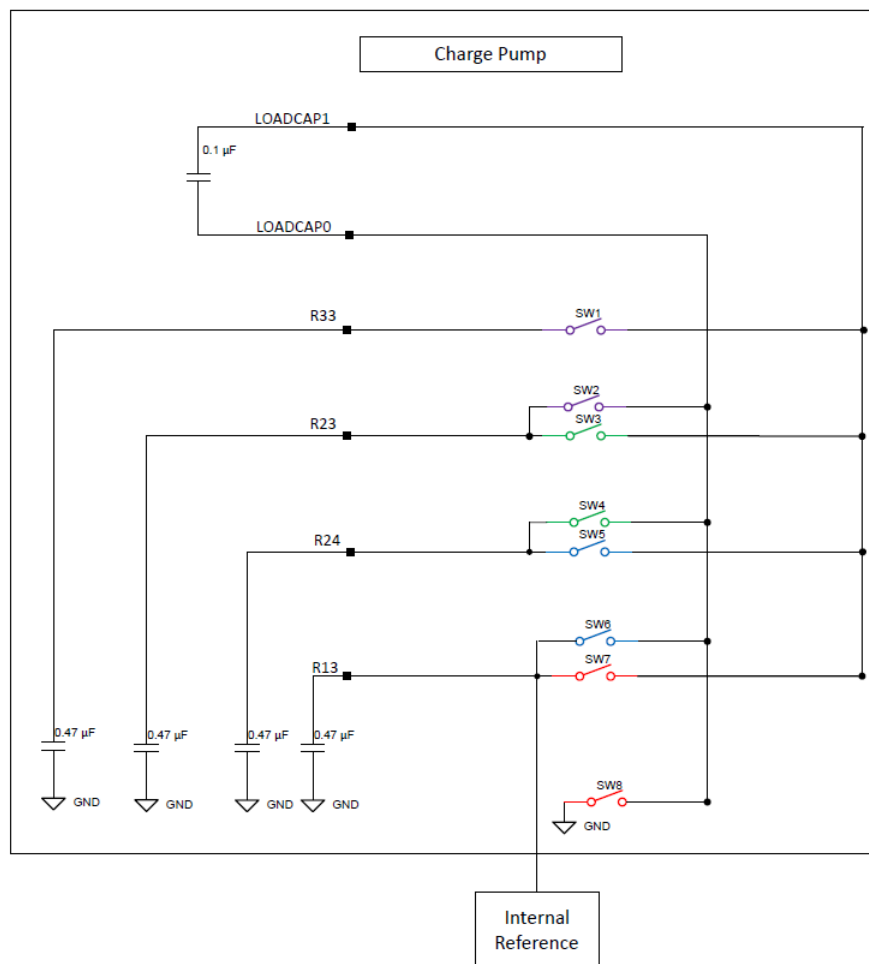 Charge Pump
LOADCAP1
0.1 µF
LOADCAP0
R33
SW1
SW2
R23
SW3
SW4
R24
SW5
SW6
R13
SW7
0.47 µF
0.47 µF
0.47 µF
0.47 µF
SW8
GND
GND
GND
GND
GND
Internal
Reference